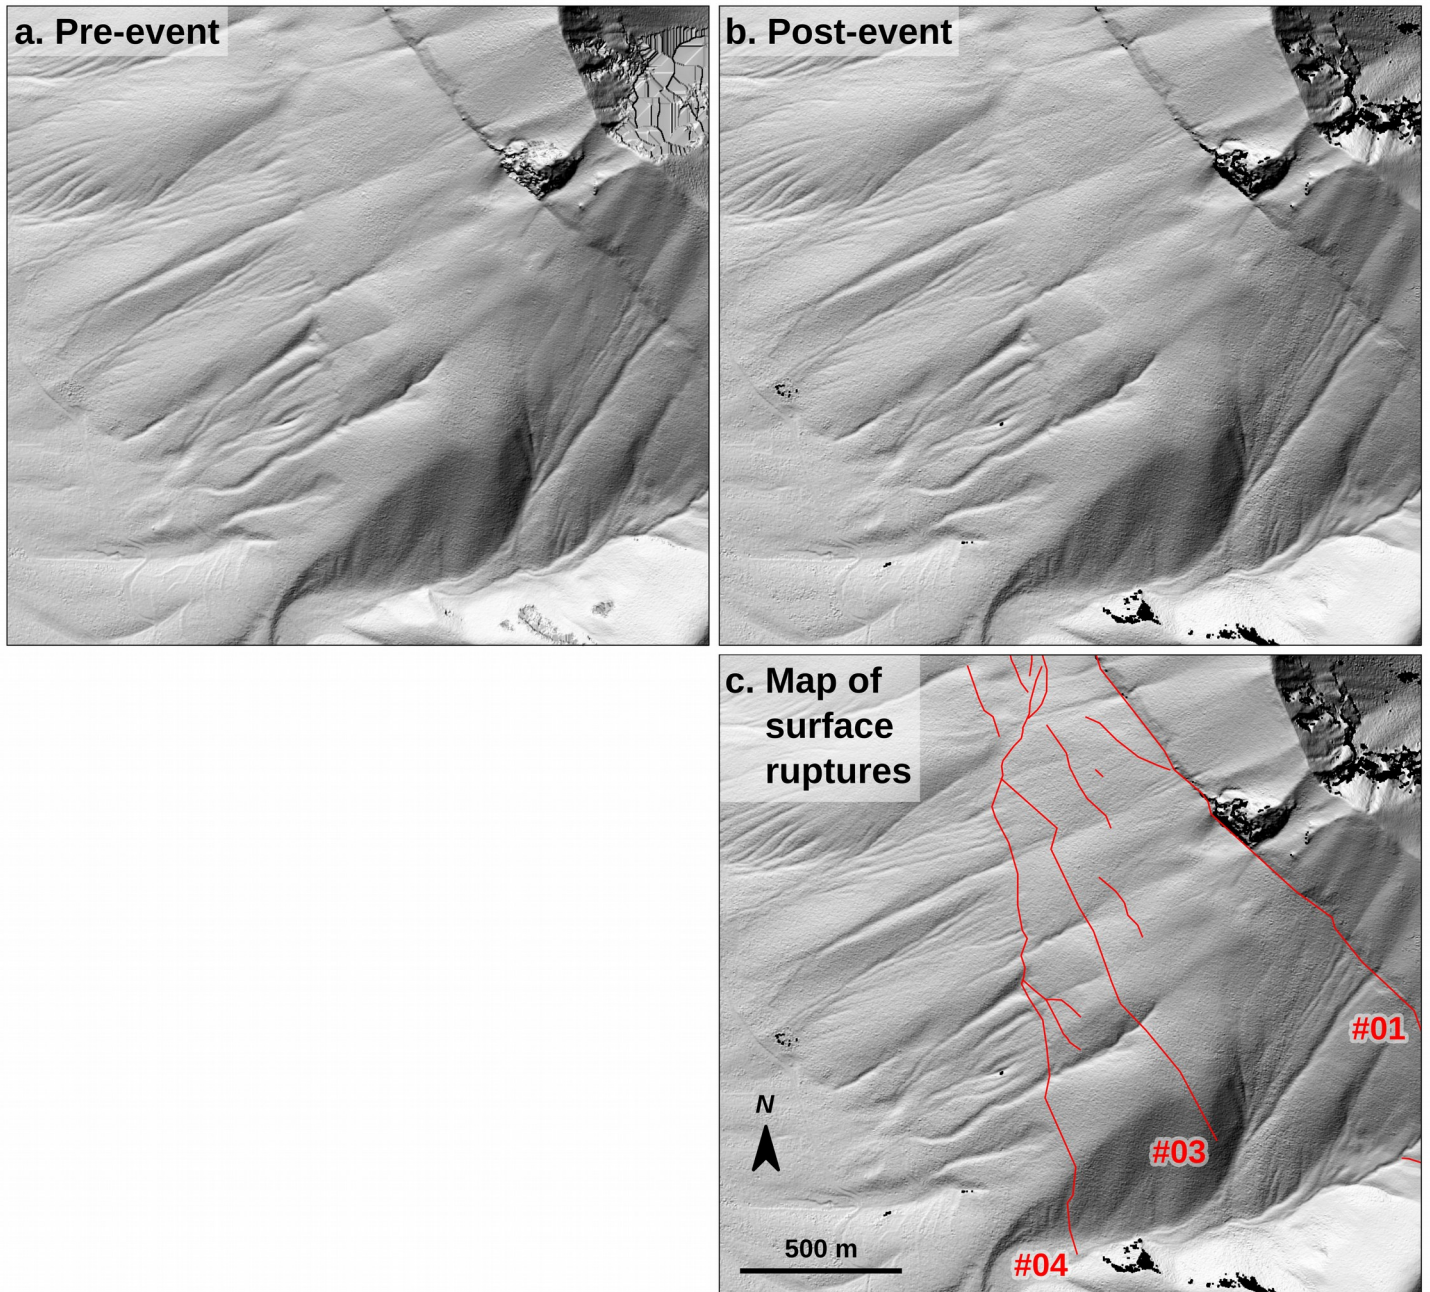 a. Pre-event
b. Post-event
c. Map of
surface
ruptures
#01
N
#03
500 m
#04